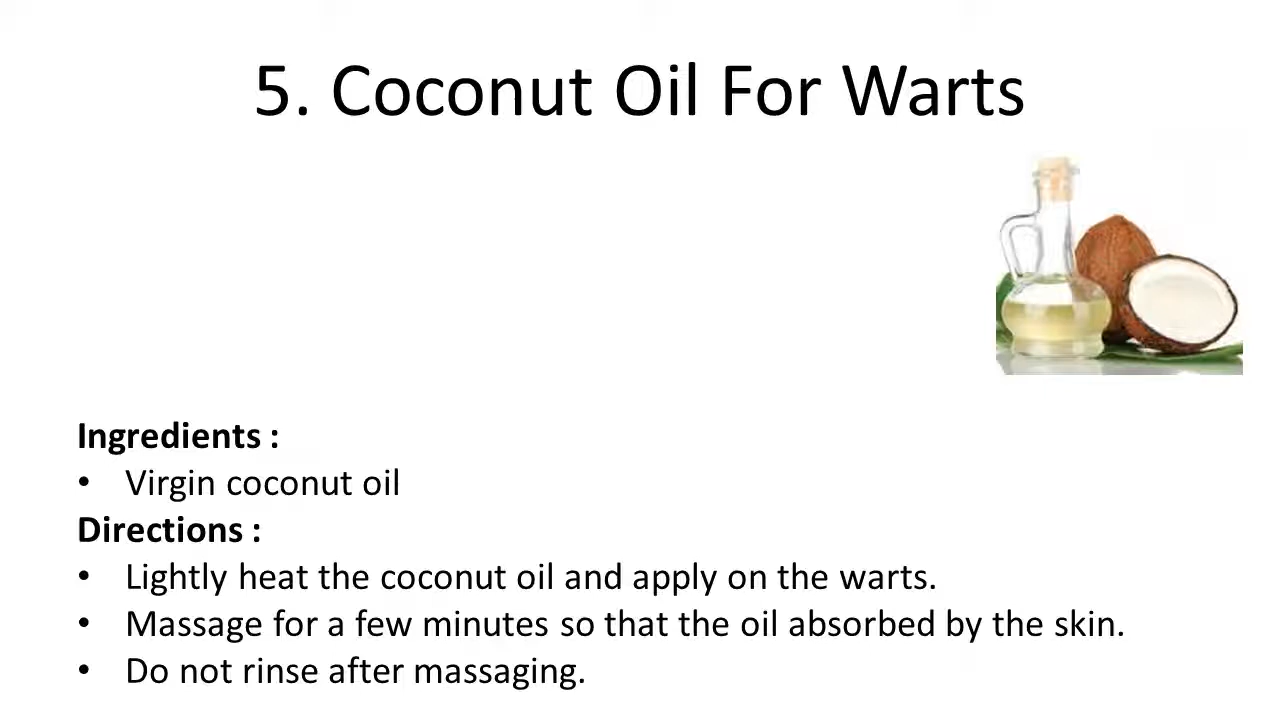 5. Coconut Oil For Warts
Ingredients :
• Virgin coconut oil
Directions :
• Lightly heat the coconut oil and apply on the warts.
• Massage for a few minutes so that the oil absorbed by the skin.
• Do not rinse after massaging.